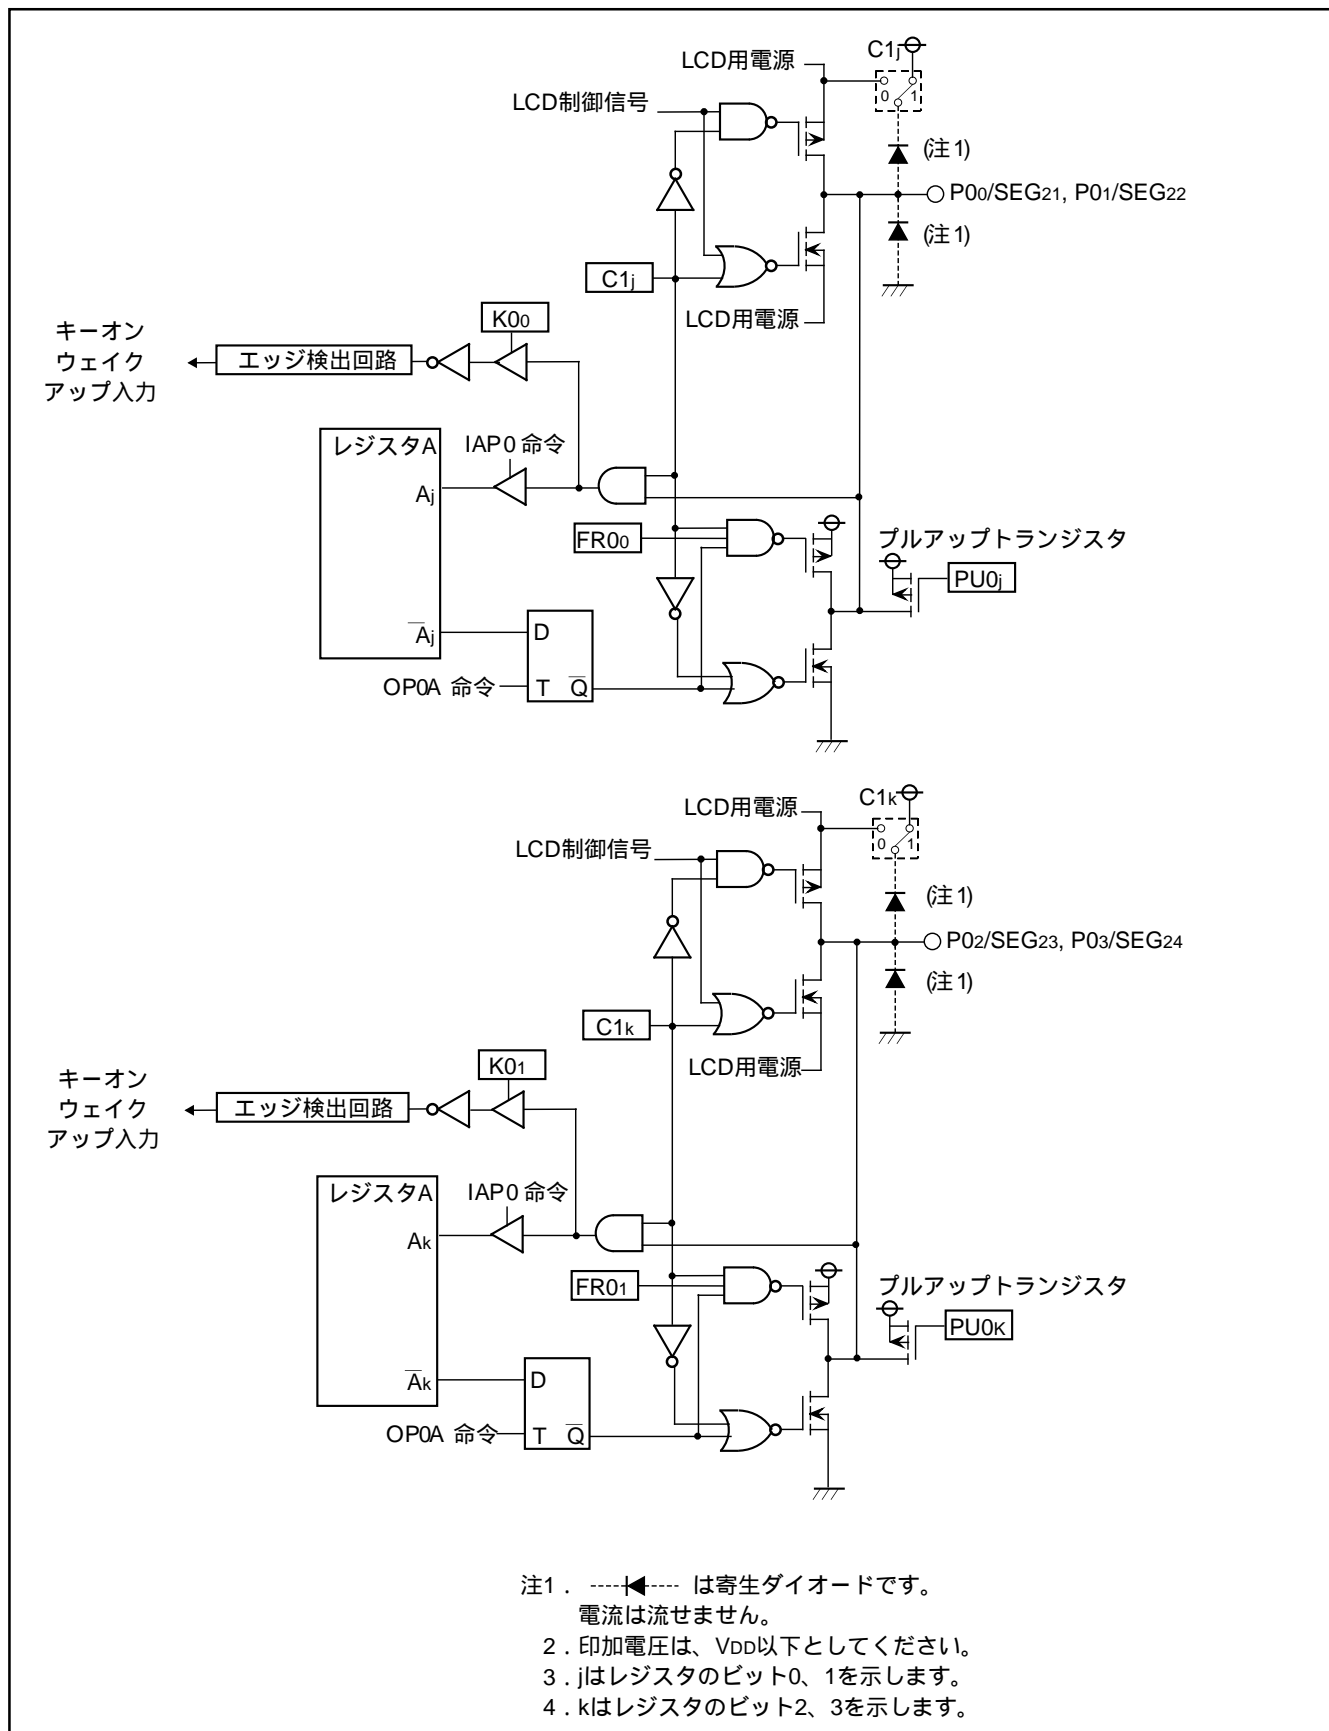 LCD用電源
C1j
0 1
LCD制御信号
(注1)
P00/SEG21, P01/SEG22
(注1)
C1j
LCD用電源
K00
キーオン
ウェイク
アップ入力
エッジ検出回路
レジスタA
IAP0 命令
Aj
FR00
プルアップトランジスタ
PU0j
A̅j
D
OP0A 命令
T Q̅
LCD用電源
C1k
0 1
LCD制御信号
(注1)
P02/SEG23, P03/SEG24
(注1)
C1k
LCD用電源
K01
キーオン
ウェイク
アップ入力
エッジ検出回路
レジスタA
IAP0 命令
Ak
FR01
プルアップトランジスタ
PU0K
A̅k
D
OP0A 命令
T Q̅
注1. は寄生ダイオードです。
電流は流せません。
2.印加電圧は、VDD以下としてください。
3.jはレジスタのビット0、1を示します。
4.kはレジスタのビット2、3を示します。